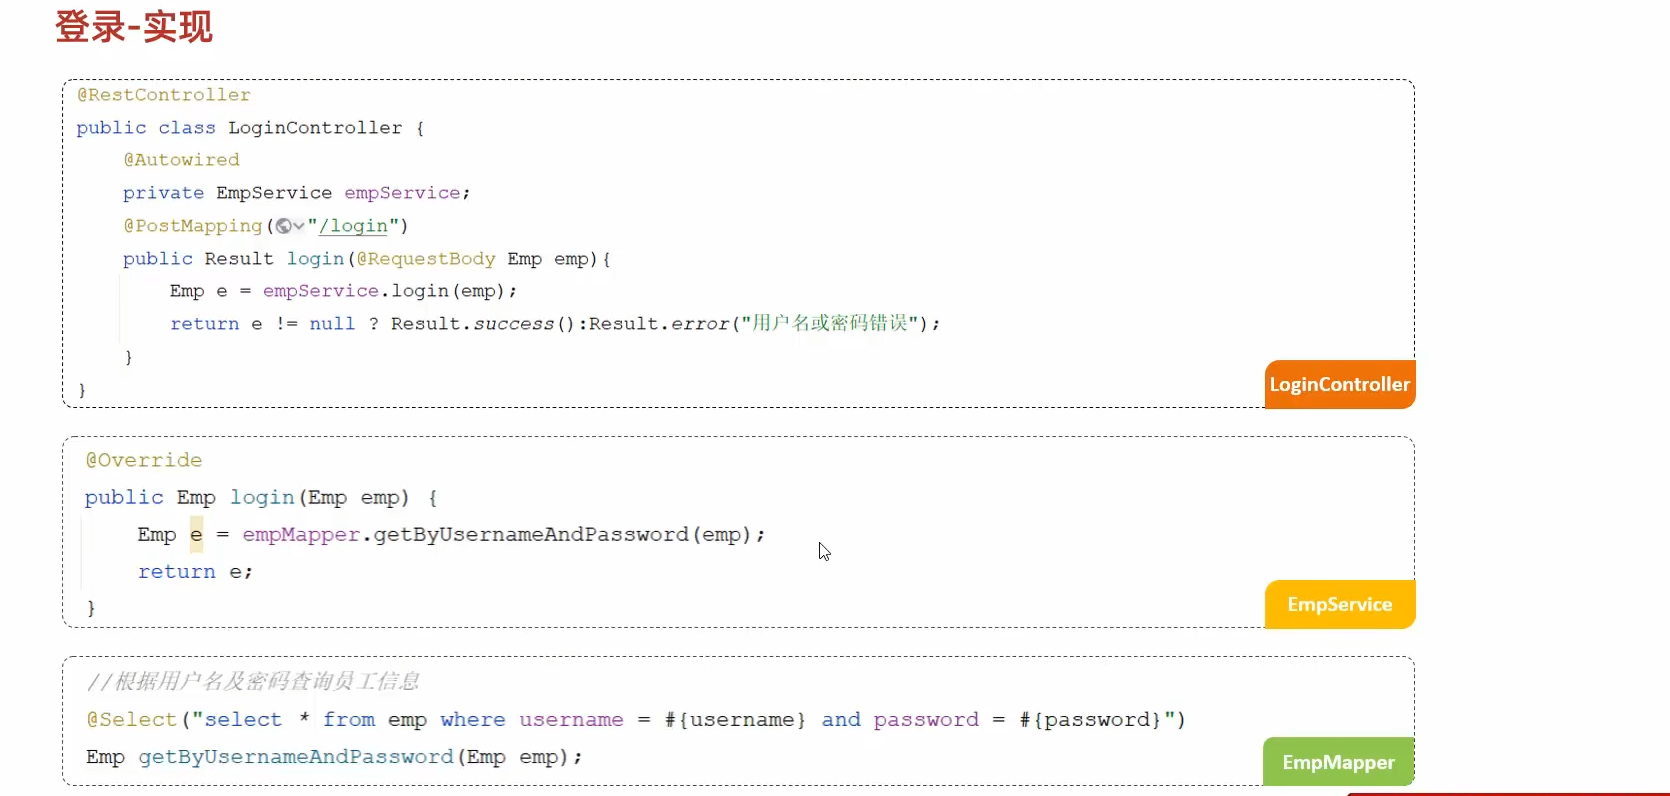 登录-实现
@RestController
public class LoginController {
@Autowired
private EmpService empService;
@PostMapping("/login")
public Result login(@RequestBody Emp emp){
Emp e = empService.login(emp);
return e != null ? Result.success():Result.error("用户名或密码错误");
}
}
LoginController
@Override
public Emp login(Emp emp) {
Emp e = empMapper.getByUsernameAndPassword(emp);
return e;
}
EmpService
//根据用户名及密码查询员工信息
@Select("select * from emp where username = #{username} and password = #{password}")
Emp getByUsernameAndPassword(Emp emp);
EmpMapper